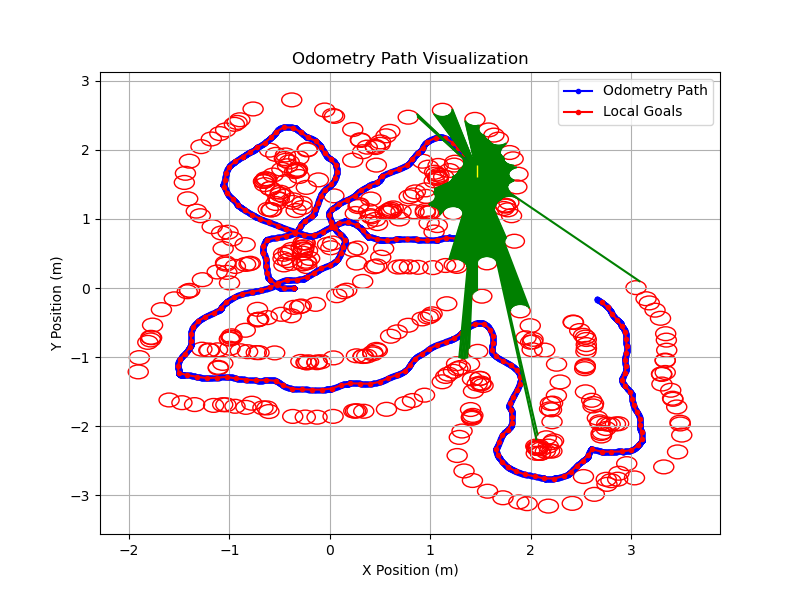 Odometry Path Visualization
Odometry Path
Local Goals
Y Position (m)
3
2
1
0
−1
−2
−3
−2
−1
0
1
2
3
X Position (m)